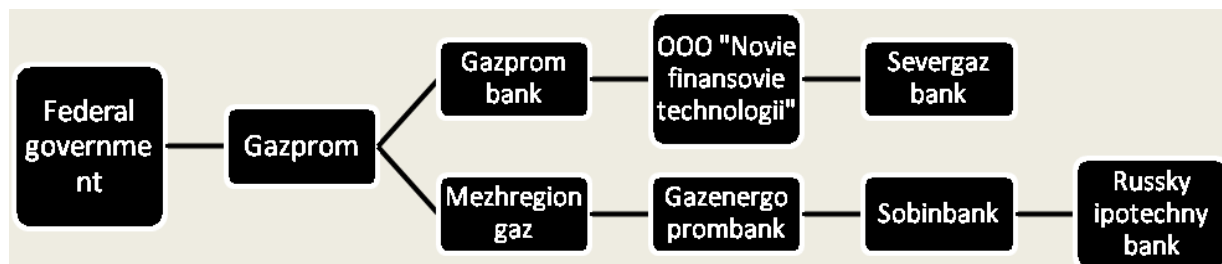 Federal
governme
nt
Gazprom
Gazprom
bank
OOO "Novie
finansovie
technologii"
Severgaz
bank
Mezhregion
gaz
Gazenergo
prombank
Sobinbank
Russky
ipotechny
bank